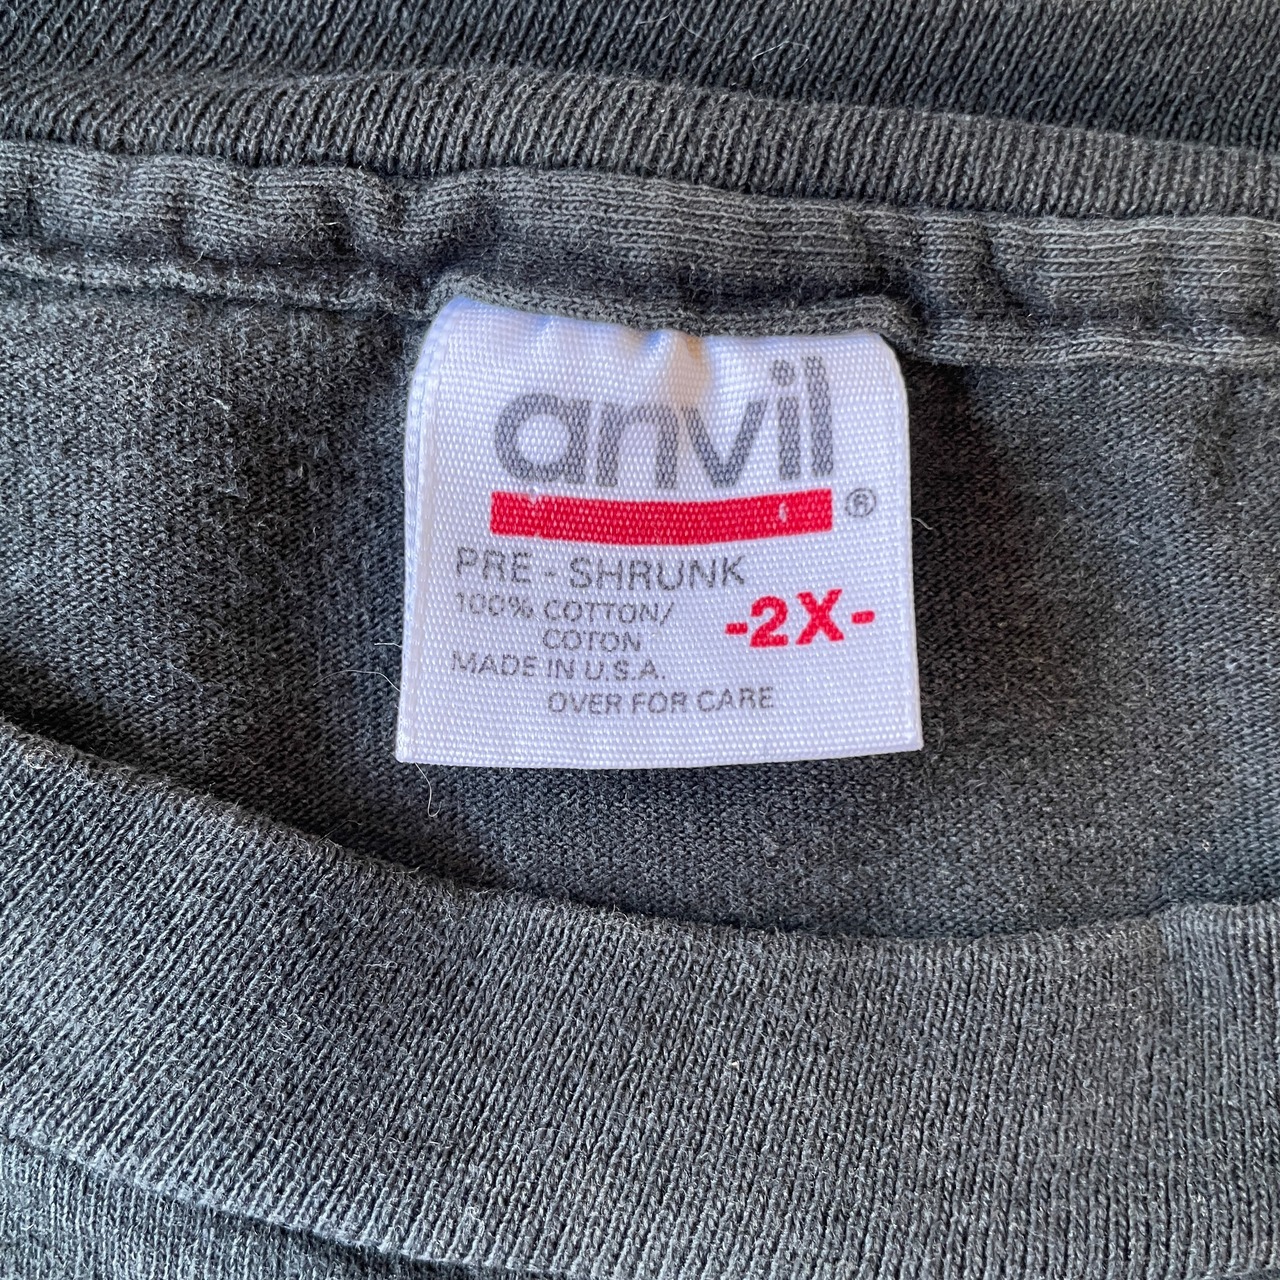 anvil
®
PRE-SHRUNK
100% COTTON/
COTON
-2X-
MADE IN U.S.A.
OVER FOR CARE